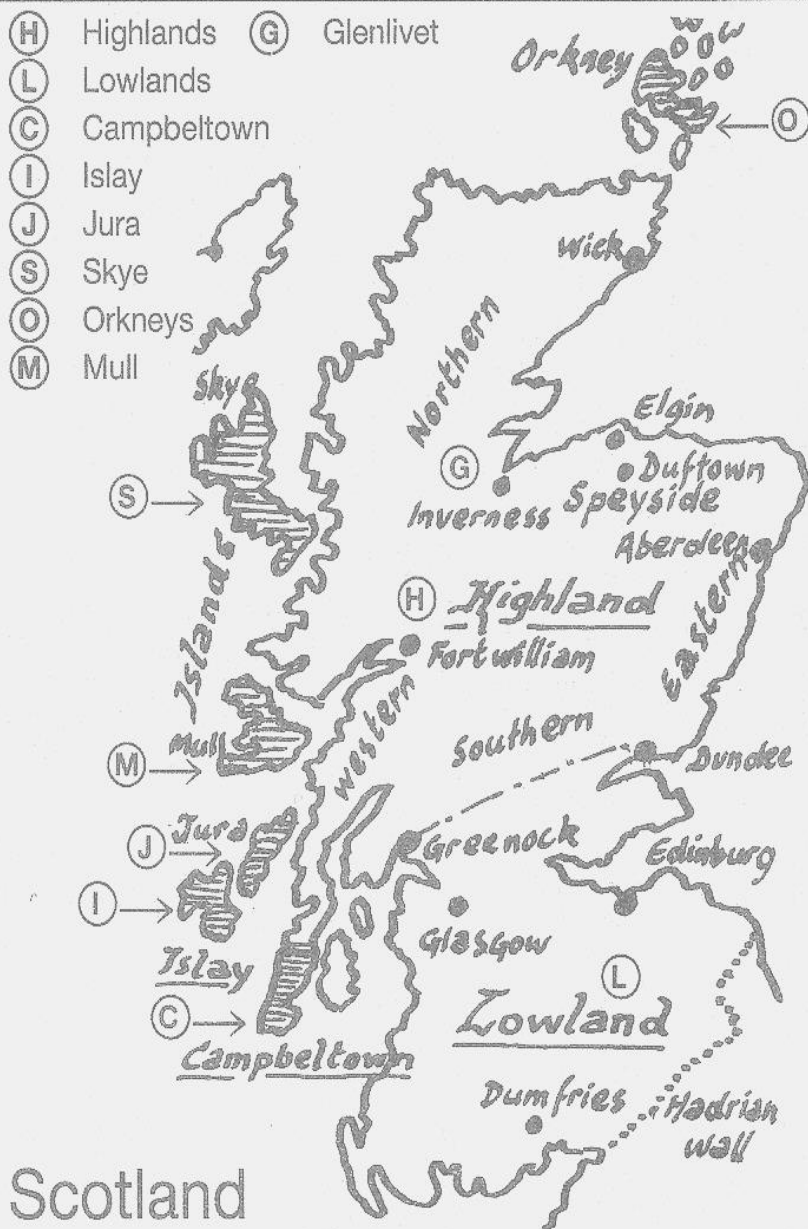 H Highlands G Glenlivet
L Lowlands
C Campbeltown
I Islay
J Jura
S Skye
O Orkneys
M Mull
Orkney
O
Wick
Northern
Skye
S
Elgin
G
Duftown
Inverness
Speyside
Aberdeen
Eastern
Islands
H
Highland
Fort william
Western
Southern
Mull
M
Dundee
Jura
J
Greenock
Edinburg
I
Glasgow
Islay
L
C
Lowland
Campbeltown
Dumfries
Hadrian
wall
Scotland